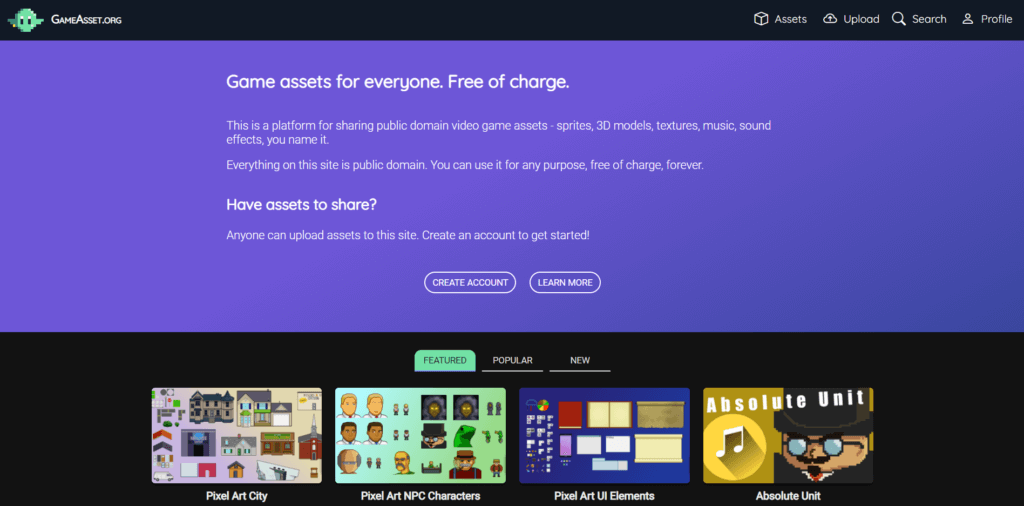 GameAsset.org
Assets
Upload
Search
Profile
Game assets for everyone. Free of charge.
This is a platform for sharing public domain video game assets - sprites, 3D models, textures, music, sound
effects, you name it.
Everything on this site is public domain. You can use it for any purpose, free of charge, forever.
Have assets to share?
Anyone can upload assets to this site. Create an account to get started!
CREATE ACCOUNT
LEARN MORE
FEATURED
POPULAR
NEW
Absolute Unit
Pixel Art City
Pixel Art NPC Characters
Pixel Art UI Elements
Absolute Unit